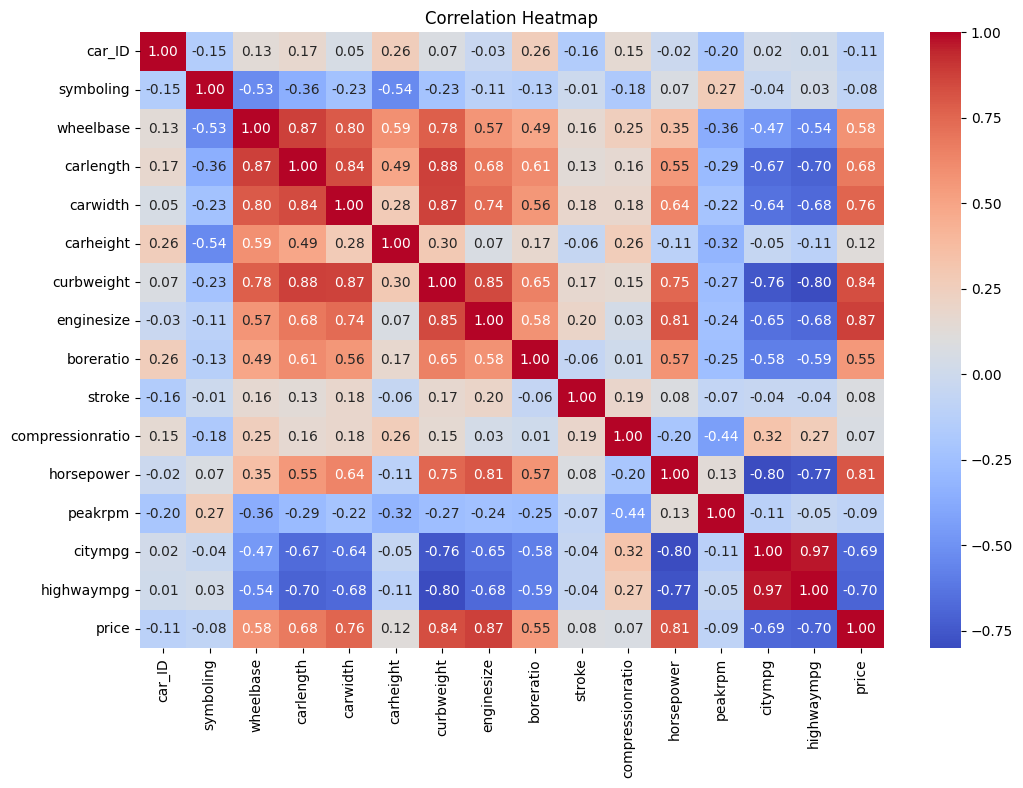 Correlation Heatmap
car_ID 1.00 -0.15 0.13 0.17 0.05 0.26 0.07 -0.03 0.26 -0.16 0.15 -0.02 -0.20 0.02 0.01 -0.11
symboling -0.15 1.00 -0.53 -0.36 -0.23 -0.54 -0.23 -0.11 -0.13 -0.01 -0.18 0.07 0.27 -0.04 0.03 -0.08
wheelbase 0.13 -0.53 1.00 0.87 0.80 0.59 0.78 0.57 0.49 0.16 0.25 0.35 -0.36 -0.47 -0.54 0.58
carlength 0.17 -0.36 0.87 1.00 0.84 0.49 0.88 0.68 0.61 0.13 0.16 0.55 -0.29 -0.67 -0.70 0.68
carwidth 0.05 -0.23 0.80 0.84 1.00 0.28 0.87 0.74 0.56 0.18 0.18 0.64 -0.22 -0.64 -0.68 0.76
carheight 0.26 -0.54 0.59 0.49 0.28 1.00 0.30 0.07 0.17 -0.06 0.26 -0.11 -0.32 -0.05 -0.11 0.12
curbweight 0.07 -0.23 0.78 0.88 0.87 0.30 1.00 0.85 0.65 0.17 0.15 0.75 -0.27 -0.76 -0.80 0.84
enginesize -0.03 -0.11 0.57 0.68 0.74 0.07 0.85 1.00 0.58 0.20 0.03 0.81 -0.24 -0.65 -0.68 0.87
boreratio 0.26 -0.13 0.49 0.61 0.56 0.17 0.65 0.58 1.00 -0.06 0.01 0.57 -0.25 -0.58 -0.59 0.55
stroke -0.16 -0.01 0.16 0.13 0.18 -0.06 0.17 0.20 -0.06 1.00 0.19 0.08 -0.07 -0.04 -0.04 0.08
compressionratio 0.15 -0.18 0.25 0.16 0.18 0.26 0.15 0.03 0.01 0.19 1.00 -0.20 -0.44 0.32 0.27 0.07
horsepower -0.02 0.07 0.35 0.55 0.64 -0.11 0.75 0.81 0.57 0.08 -0.20 1.00 0.13 -0.80 -0.77 0.81
peakrpm -0.20 0.27 -0.36 -0.29 -0.22 -0.32 -0.27 -0.24 -0.25 -0.07 -0.44 0.13 1.00 -0.11 -0.05 -0.09
citympg 0.02 -0.04 -0.47 -0.67 -0.64 -0.05 -0.76 -0.65 -0.58 -0.04 0.32 -0.80 -0.11 1.00 0.97 -0.69
highwaympg 0.01 0.03 -0.54 -0.70 -0.68 -0.11 -0.80 -0.68 -0.59 -0.04 0.27 -0.77 -0.05 0.97 1.00 -0.70
price -0.11 -0.08 0.58 0.68 0.76 0.12 0.84 0.87 0.55 0.08 0.07 0.81 -0.09 -0.69 -0.70 1.00
car_ID
symboling
wheelbase
carlength
carwidth
carheight
curbweight
enginesize
boreratio
stroke
compressionratio
horsepower
peakrpm
citympg
highwaympg
price
1.00
0.75
0.50
0.25
0.00
-0.25
-0.50
-0.75